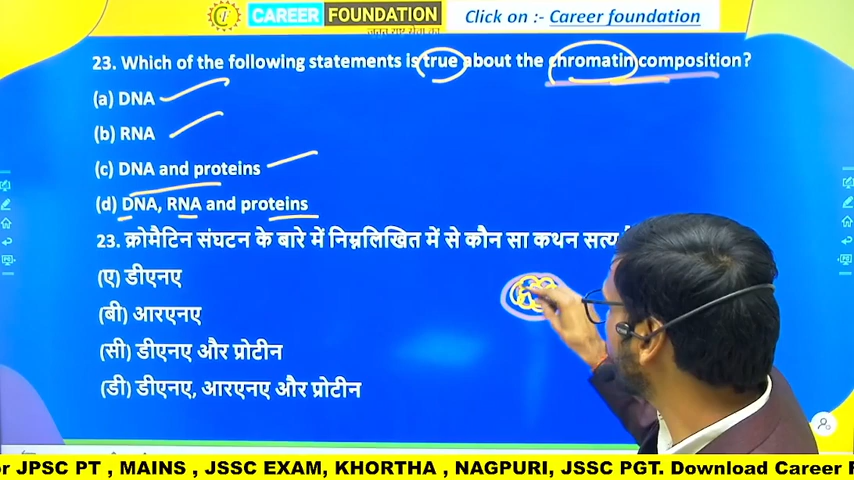 CAREER FOUNDATION
Click on :- Career foundation
23. Which of the following statements is true about the chromatin composition?
(a) DNA
(b) RNA
(c) DNA and proteins
(d) DNA, RNA and proteins
23. क्रोमैटिन संघटन के बारे में निम्नलिखित में से कौन सा कथन सत्य
(ए) डीएनए
(बी) आरएनए
(सी) डीएनए और प्रोटीन
(डी) डीएनए, आरएनए और प्रोटीन
or JPSC PT , MAINS , JSSC EXAM, KHORTHA , NAGPURI, JSSC PGT. Download Career F